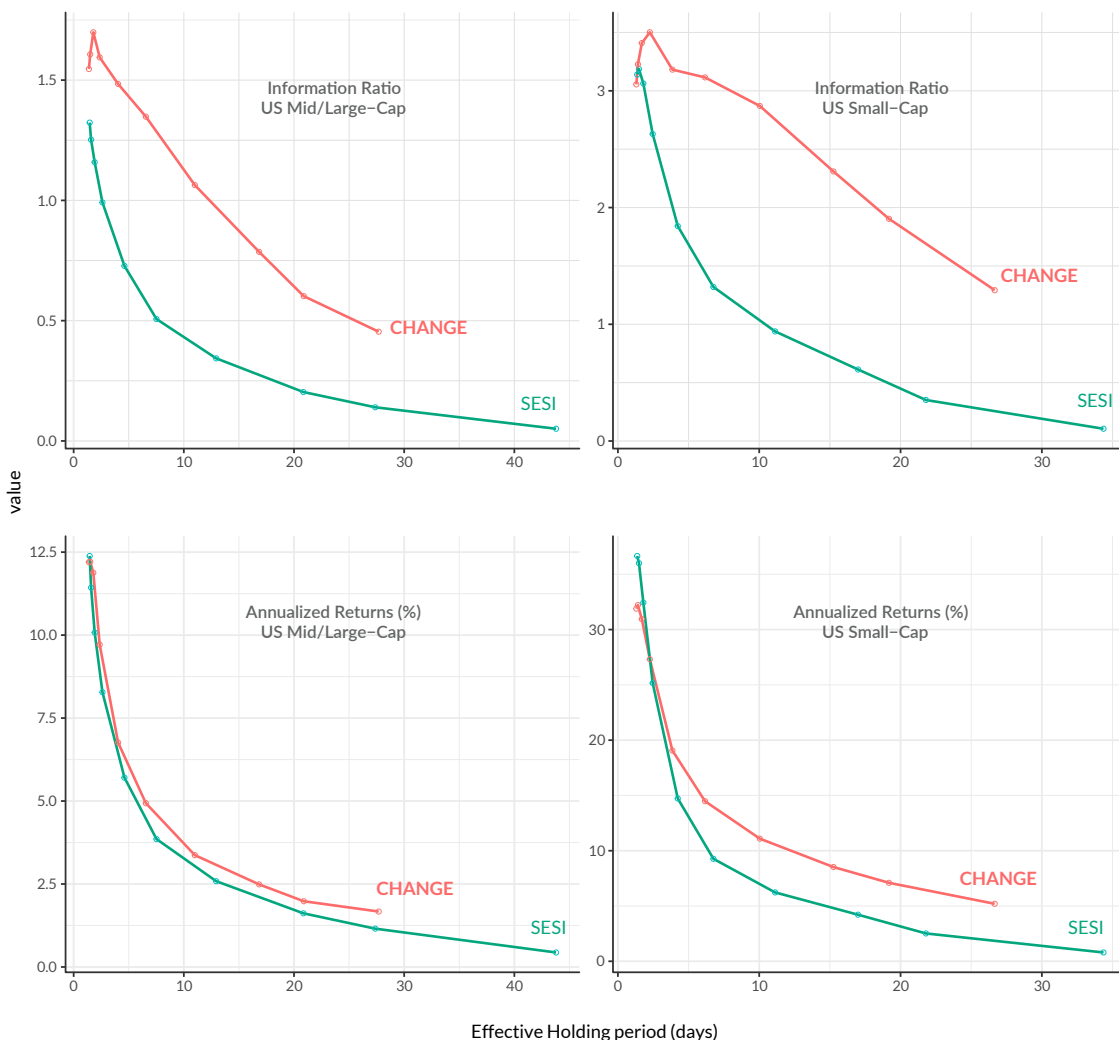 Information Ratio
US Mid/Large−Cap
CHANGE
SESI
0.0
0.5
1.0
1.5
0
10
20
30
40
Information Ratio
US Small−Cap
CHANGE
SESI
0
1
2
3
0
10
20
30
value
Annualized Returns (%)
US Mid/Large−Cap
CHANGE
SESI
0.0
2.5
5.0
7.5
10.0
12.5
0
10
20
30
40
Annualized Returns (%)
US Small−Cap
CHANGE
SESI
0
10
20
30
0
10
20
30
Effective Holding period (days)